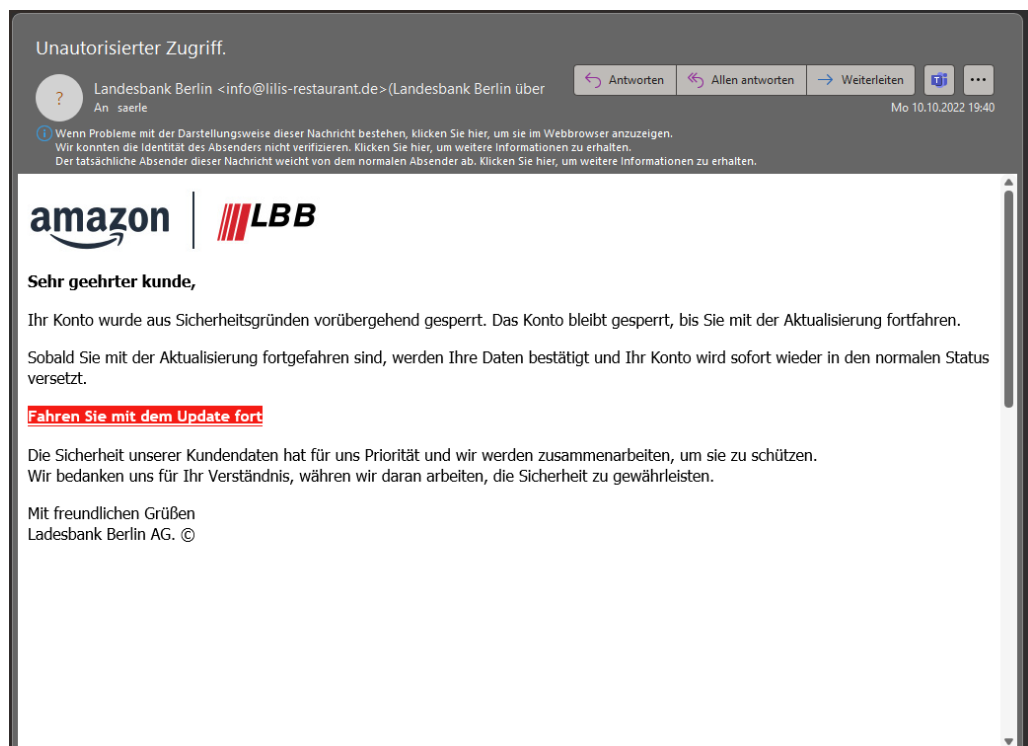 Unautorisierter Zugriff.
?
Landesbank Berlin <info@lilis-restaurant.de>(Landesbank Berlin über
An saerle
Antworten
Allen antworten
Weiterleiten
Mo 10.10.2022 19:40
Wenn Probleme mit der Darstellungsweise dieser Nachricht bestehen, klicken Sie hier, um sie im Webbrowser anzuzeigen.
Wir konnten die Identität des Absenders nicht verifizieren. Klicken Sie hier, um weitere Informationen zu erhalten.
Der tatsächliche Absender dieser Nachricht weicht von dem normalen Absender ab. Klicken Sie hier, um weitere Informationen zu erhalten.
amazon
LBB
Sehr geehrter kunde,
Ihr Konto wurde aus Sicherheitsgründen vorübergehend gesperrt. Das Konto bleibt gesperrt, bis Sie mit der Aktualisierung fortfahren.
Sobald Sie mit der Aktualisierung fortgefahren sind, werden Ihre Daten bestätigt und Ihr Konto wird sofort wieder in den normalen Status
versetzt.
Fahren Sie mit dem Update fort
Die Sicherheit unserer Kundendaten hat für uns Priorität und wir werden zusammenarbeiten, um sie zu schützen.
Wir bedanken uns für Ihr Verständnis, währen wir daran arbeiten, die Sicherheit zu gewährleisten.
Mit freundlichen Grüßen
Ladesbank Berlin AG. ©